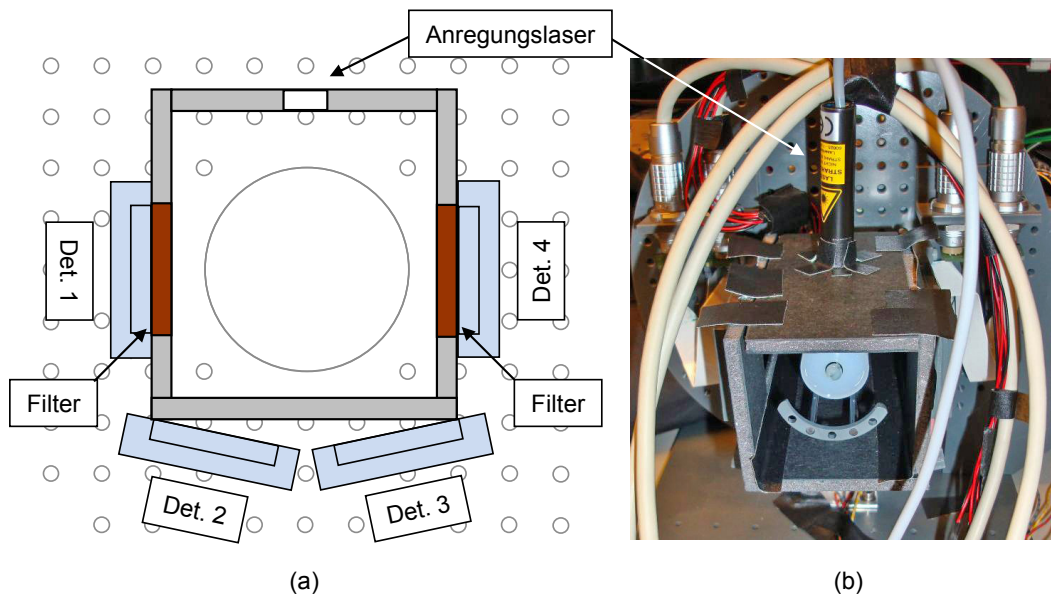 Anregungslaser
Det. 1
Det. 4
Filter
Filter
Det. 2
Det. 3
(a)
(b)